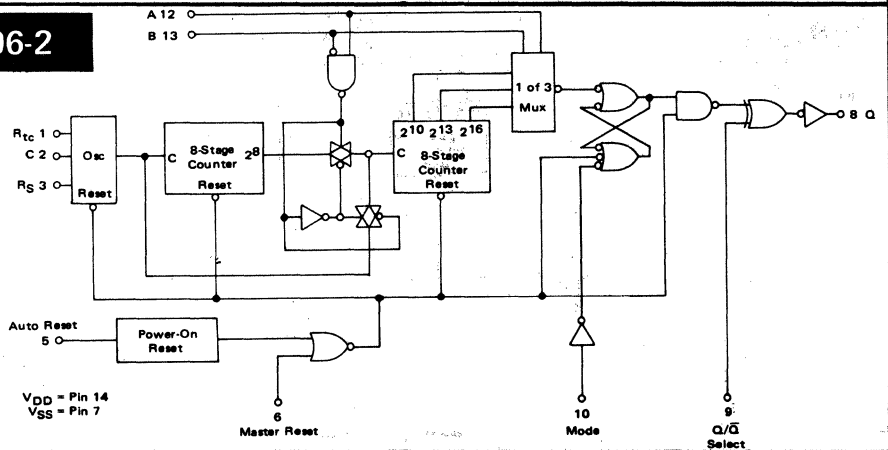 A 12
B 13
06-2
1 of 3
Mux
R_tc 1
C 2
R_S 3
Osc
Reset
C
8-Stage
Counter
2^8
Reset
C
2^10 2^13 2^16
8-Stage
Counter
Reset
8 Q
Auto Reset
5
Power-On
Reset
V_DD = Pin 14
V_SS = Pin 7
6
Master Reset
10
Mode
9
Q/Q̅
Select